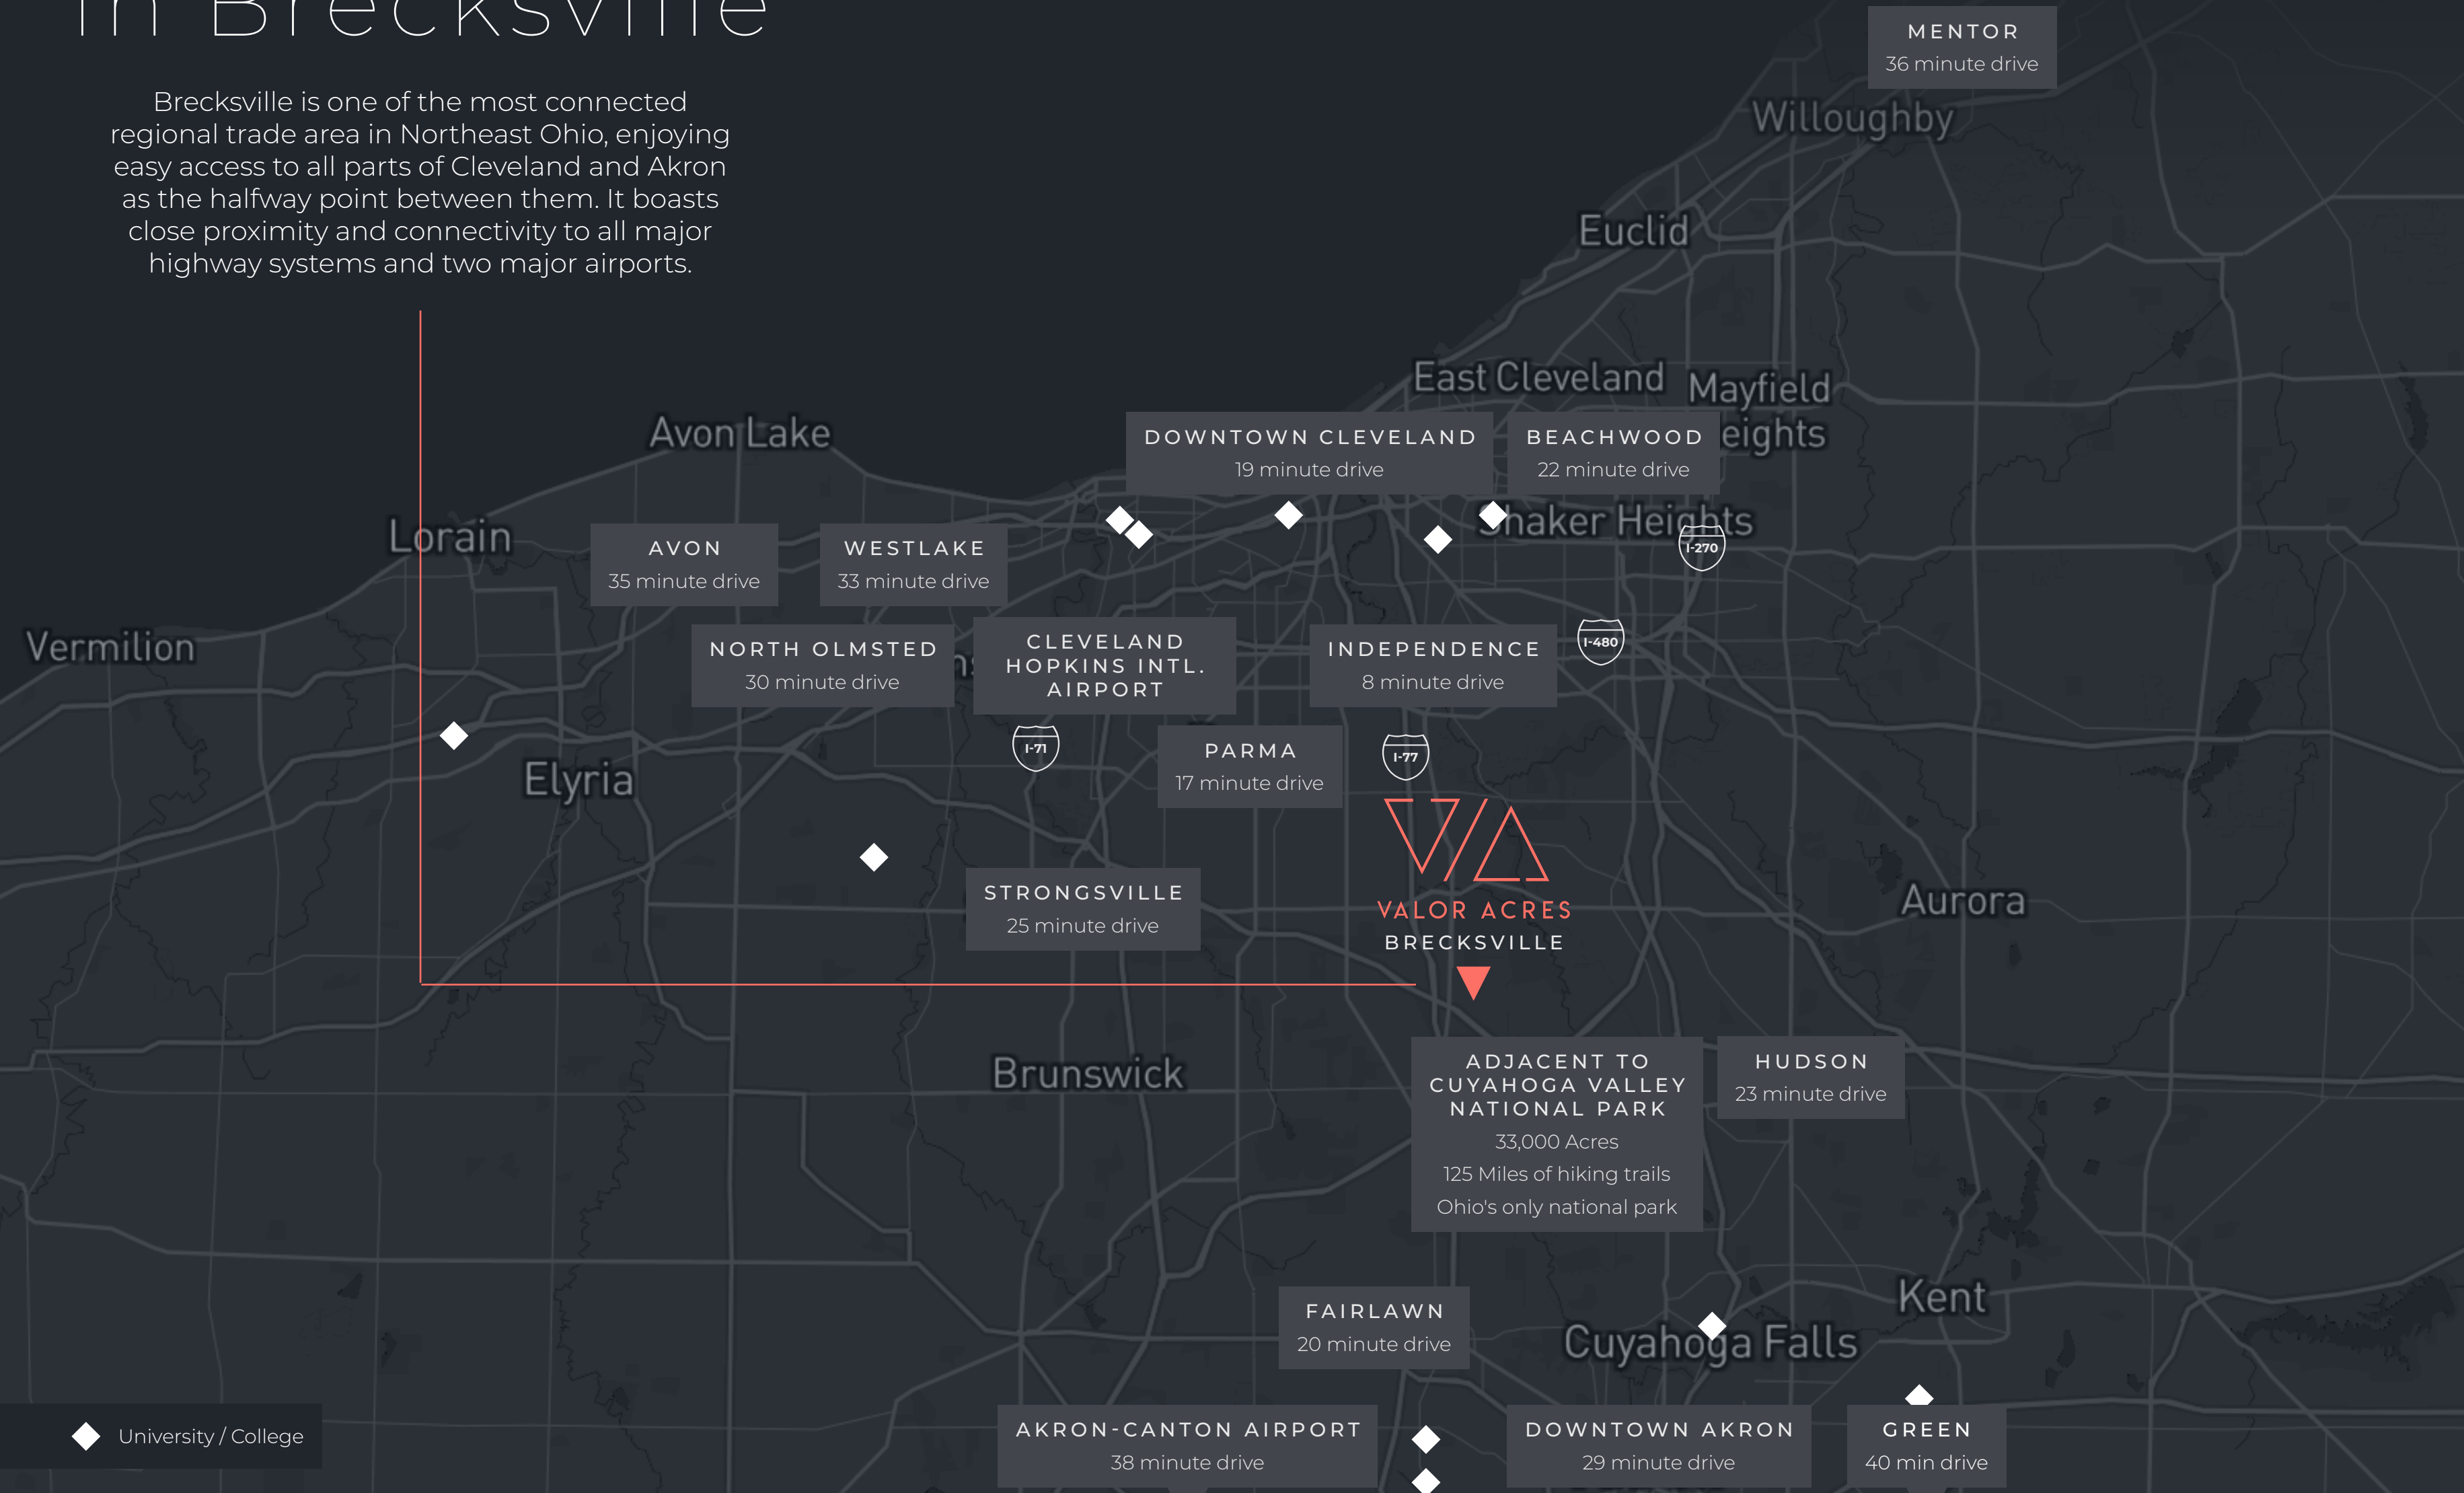 in Brecksville
Brecksville is one of the most connected
regional trade area in Northeast Ohio, enjoying
easy access to all parts of Cleveland and Akron
as the halfway point between them. It boasts
close proximity and connectivity to all major
highway systems and two major airports.
MENTOR
36 minute drive
Willoughby
Euclid
East Cleveland
Mayfield
eights
Avon Lake
DOWNTOWN CLEVELAND
19 minute drive
BEACHWOOD
22 minute drive
Shaker Heights
I-270
Lorain
AVON
35 minute drive
WESTLAKE
33 minute drive
Vermilion
NORTH OLMSTED
30 minute drive
CLEVELAND
HOPKINS INTL.
AIRPORT
INDEPENDENCE
8 minute drive
I-480
I-71
PARMA
17 minute drive
I-77
Elyria
STRONGSVILLE
25 minute drive
VALOR ACRES
BRECKSVILLE
Aurora
Brunswick
ADJACENT TO
CUYAHOGA VALLEY
NATIONAL PARK
33,000 Acres
125 Miles of hiking trails
Ohio's only national park
HUDSON
23 minute drive
FAIRLAWN
20 minute drive
Kent
Cuyahoga Falls
University / College
AKRON-CANTON AIRPORT
38 minute drive
DOWNTOWN AKRON
29 minute drive
GREEN
40 min drive